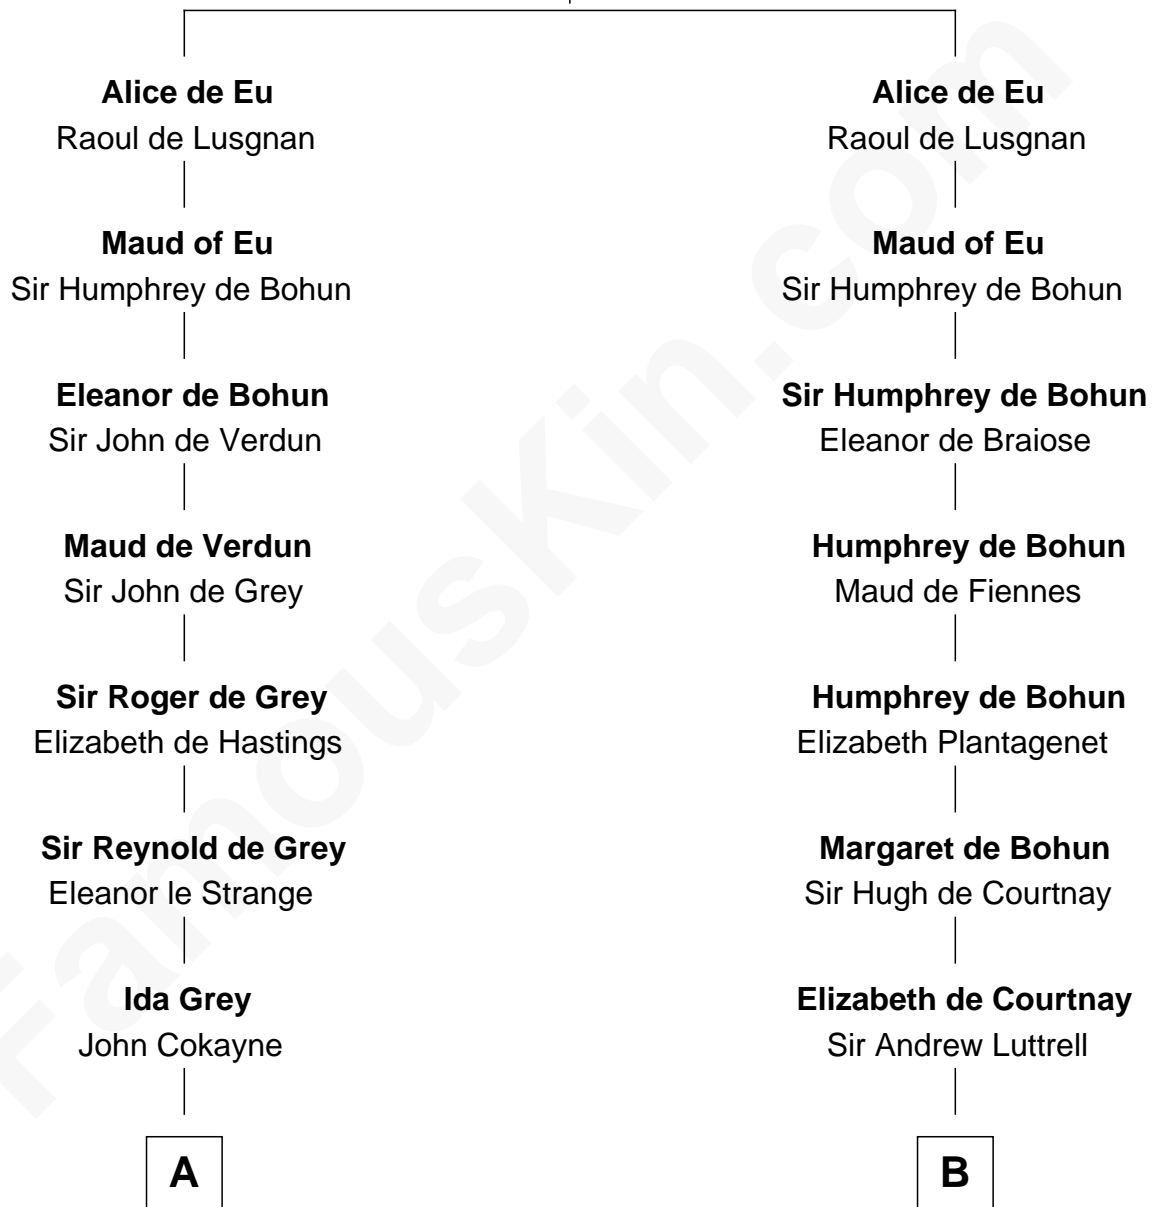 Alice de Eu
Raoul de Lusgnan
Maud of Eu
Sir Humphrey de Bohun
Eleanor de Bohun
Sir John de Verdun
Maud de Verdun
Sir John de Grey
Sir Roger de Grey
Elizabeth de Hastings
Sir Reynold de Grey
Eleanor le Strange
Ida Grey
John Cokayne
A
Alice de Eu
Raoul de Lusgnan
Maud of Eu
Sir Humphrey de Bohun
Sir Humphrey de Bohun
Eleanor de Braiose
Humphrey de Bohun
Maud de Fiennes
Humphrey de Bohun
Elizabeth Plantagenet
Margaret de Bohun
Sir Hugh de Courtnay
Elizabeth de Courtnay
Sir Andrew Luttrell
B
FamousKin.com